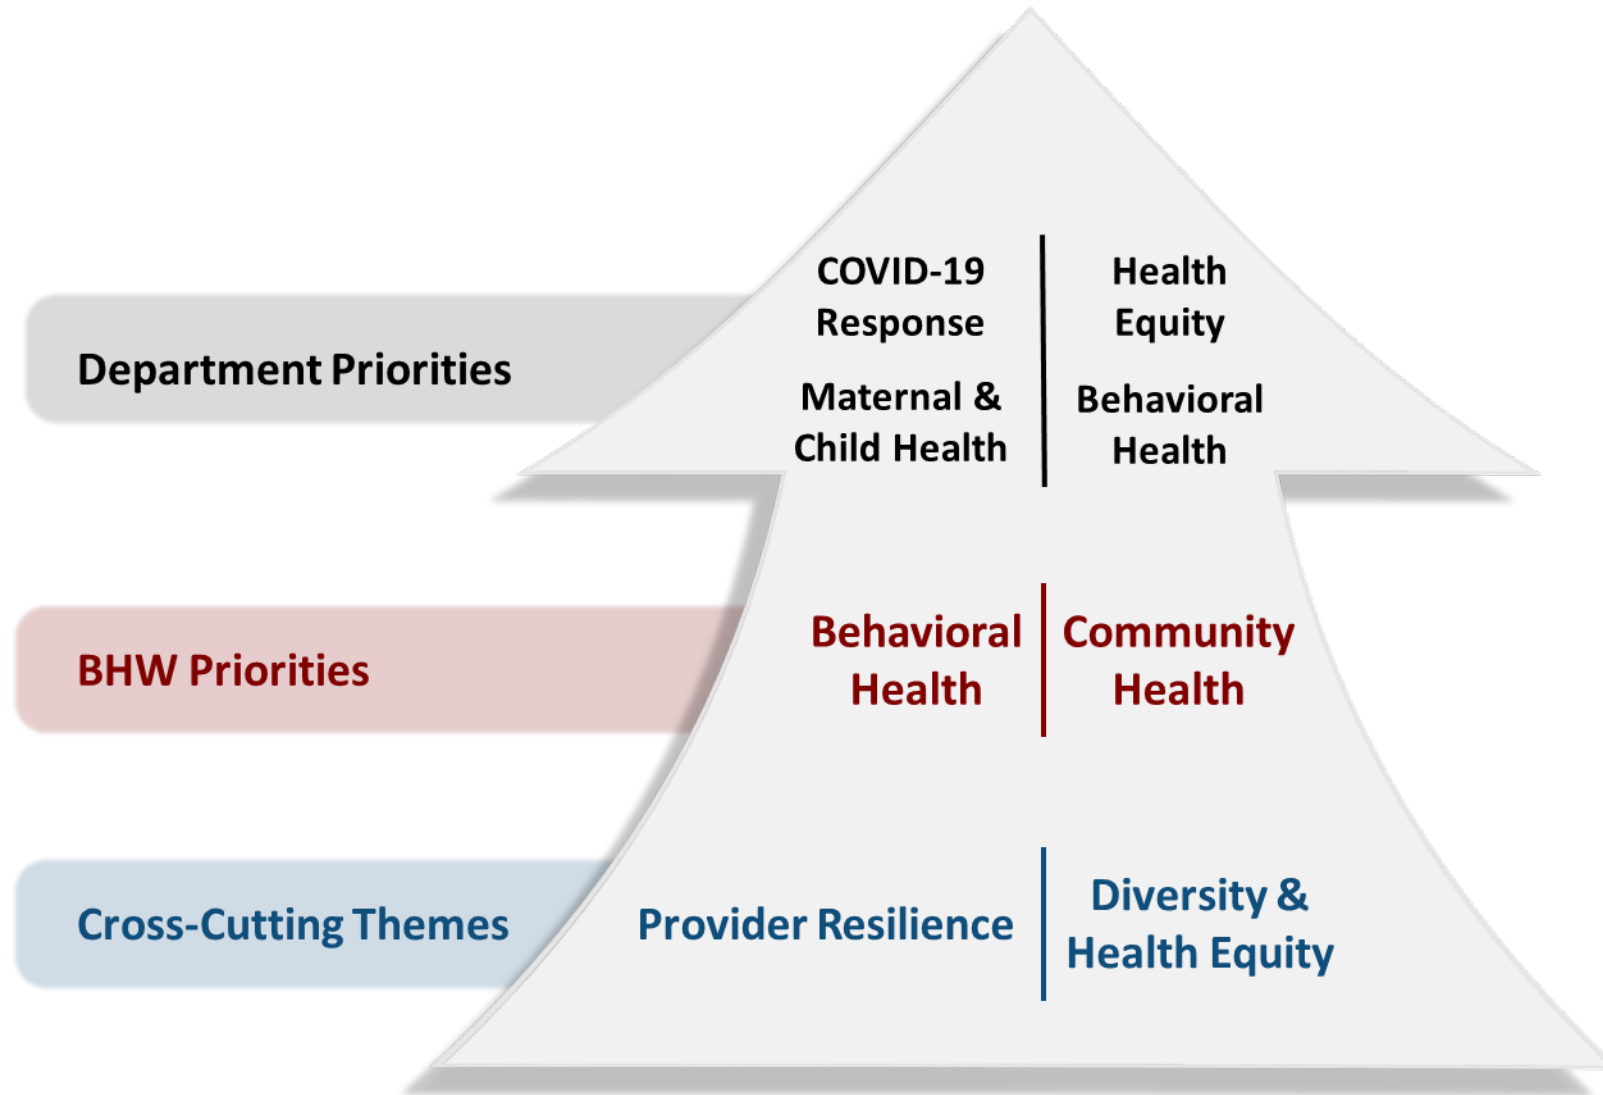 Department Priorities
COVID-19
Response
Maternal &
Child Health
Health
Equity
Behavioral
Health
BHW Priorities
Behavioral
Health
Community
Health
Cross-Cutting Themes
Provider Resilience
Diversity &
Health Equity